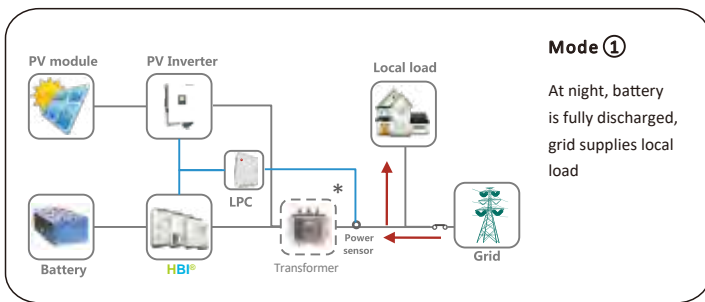 PV module
PV Inverter
Local load
Mode ①
At night, battery
is fully discharged,
grid supplies local
load
LPC
*
Battery
HBI®
Transformer
Power
sensor
Grid